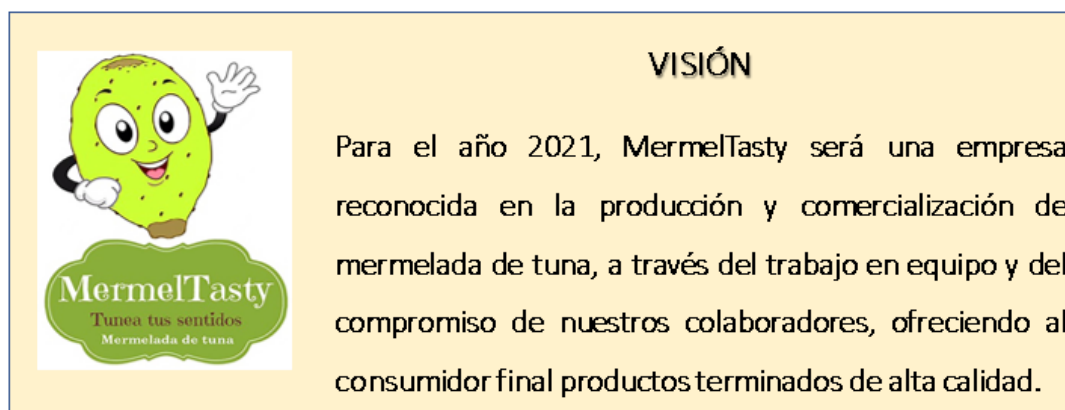 VISIÓN
Para el año 2021, MermelTasty será una empresa
reconocida en la producción y comercialización de
mermelada de tuna, a través del trabajo en equipo y del
compromiso de nuestros colaboradores, ofreciendo al
consumidor final productos terminados de alta calidad.
MermelTasty
Tunea tus sentidos
Mermelada de tuna